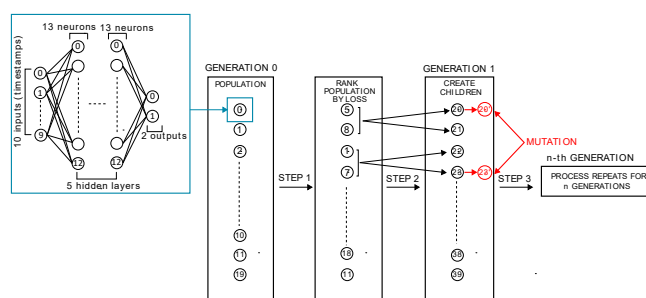 13 neurons 13 neurons
10 inputs (timestamps)
0
1
9
0
12
0
12
0
1
2 outputs
5 hidden layers
GENERATION 0
POPULATION
0
1
2
10
11
19
STEP 1
RANK
POPULATION
BY LOSS
5
8
7
18
11
STEP 2
GENERATION 1
CREATE
CHILDREN
20
20'
21
22
23
38
39
MUTATION
STEP 3
n-th GENERATION
PROCESS REPEATS FOR
n GENERATIONS